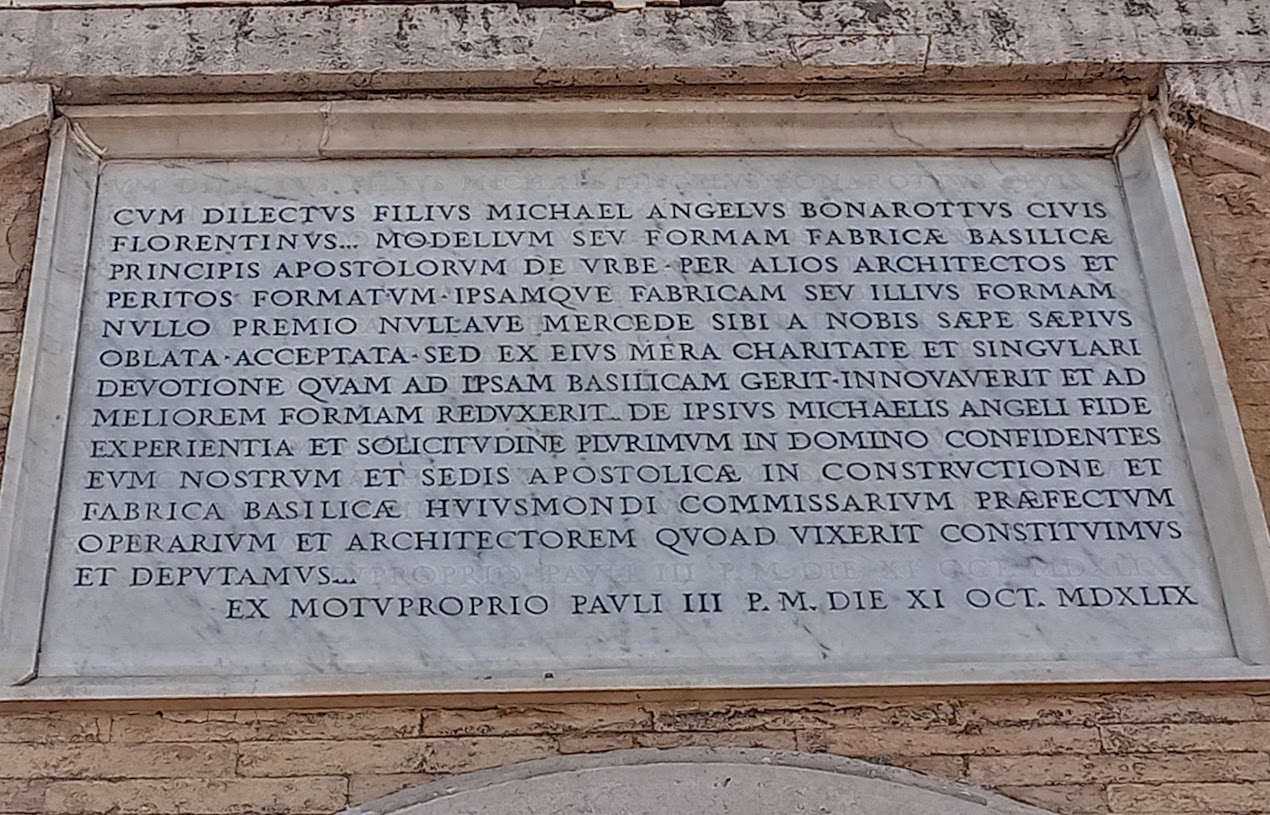 CVM DILECTVS FILIVS MICHAEL ANGELVS BONAROTTVS CIVIS
FLORENTINVS... MODELLVM SEV FORMAM FABRICÆ BASILICÆ
PRINCIPIS APOSTOLORVM DE VRBE·PER ALIOS ARCHITECTOS ET
PERITOS FORMATVM·IPSAMQVE FABRICAM SEV ILLIVS FORMAM
NVLLO PREMIO NVLLAVE MERCEDE SIBI A NOBIS SÆPE SÆPIVS
OBLATA·ACCEPTATA·SED EX EIVS MERA CHARITATE ET SINGVLARI
DEVOTIONE QVAM AD IPSAM BASILICAM GERIT·INNOVAVERIT ET AD
MELIOREM FORMAM REDVXERIT... DE IPSIVS MICHAELIS ANGELI FIDE
EXPERIENTIA ET SOLICITVDINE PLVRIMVM IN DOMINO CONFIDENTES
EVM NOSTRVM ET SEDIS APOSTOLICÆ IN CONSTRVCTIONE ET
FABRICA BASILICÆ HVIVSMONDI COMMISSARIVM PRÆFECTVM
OPERARIVM ET ARCHITECTOREM QVOAD VIXERIT CONSTITVIMVS
ET DEPVTAMVS...
EX MOTVPROPRIO PAVLI III P. M. DIE XI OCT. MDXLIX